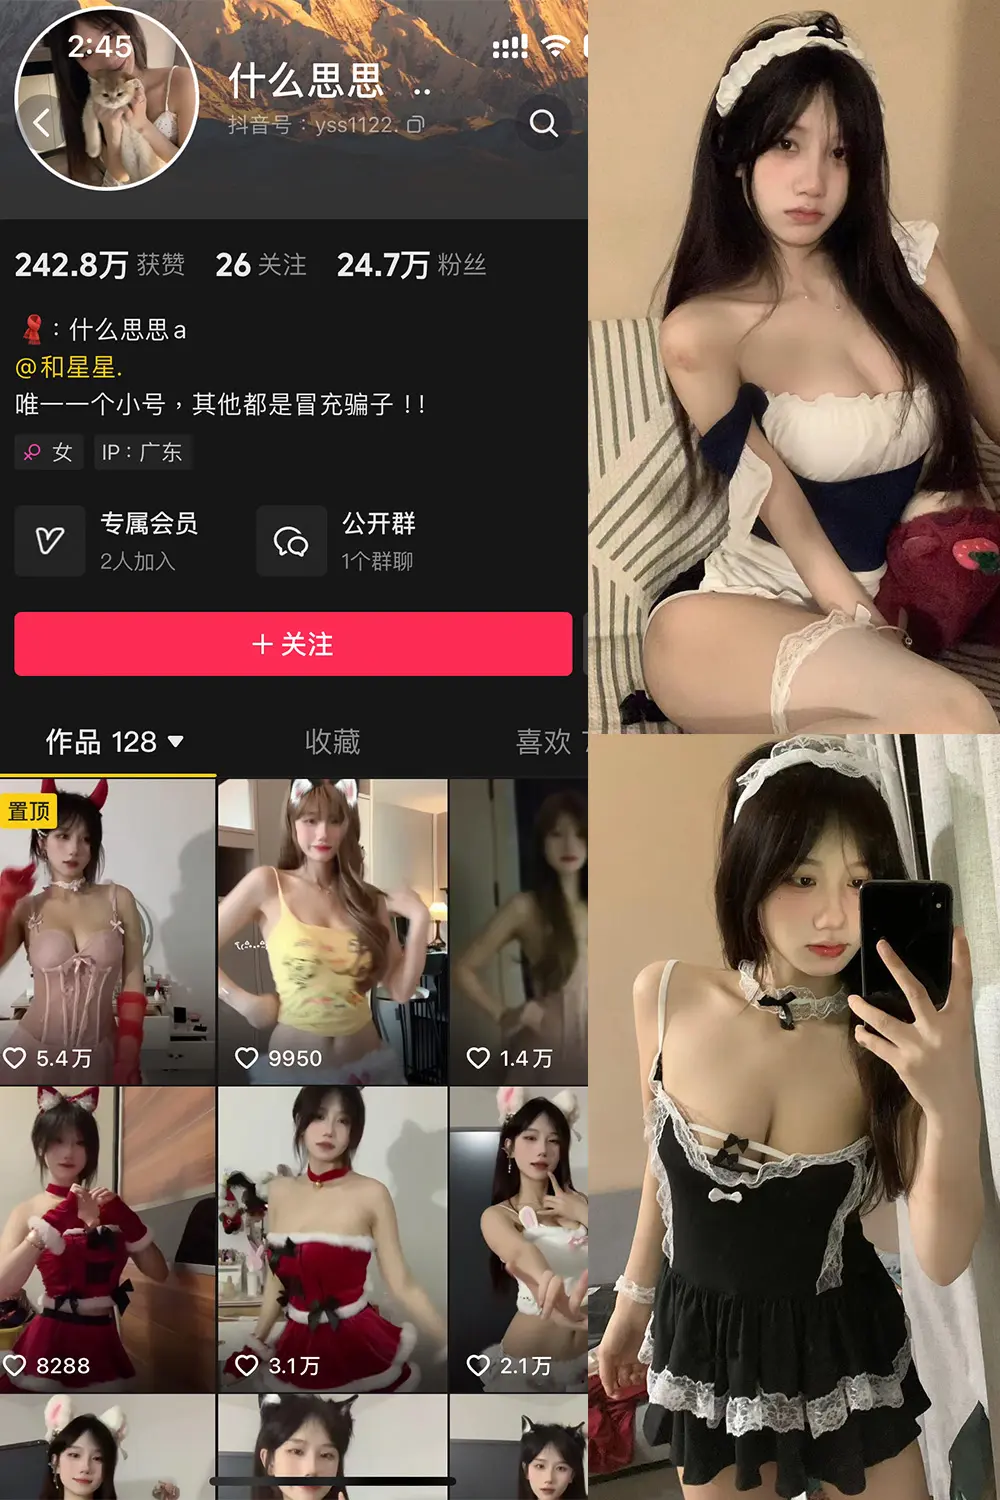 2:45
什么思思 ..
抖音号：yss1122.
242.8万 获赞 26 关注 24.7万 粉丝
：什么思思a
@和星星.
唯一一个小号，其他都是冒充骗子！！
女 IP：广东
专属会员 公开群
2人加入 1个群聊
＋关注
作品 128 收藏 喜欢
置顶
5.4万 9950 1.4万
8288 3.1万 2.1万